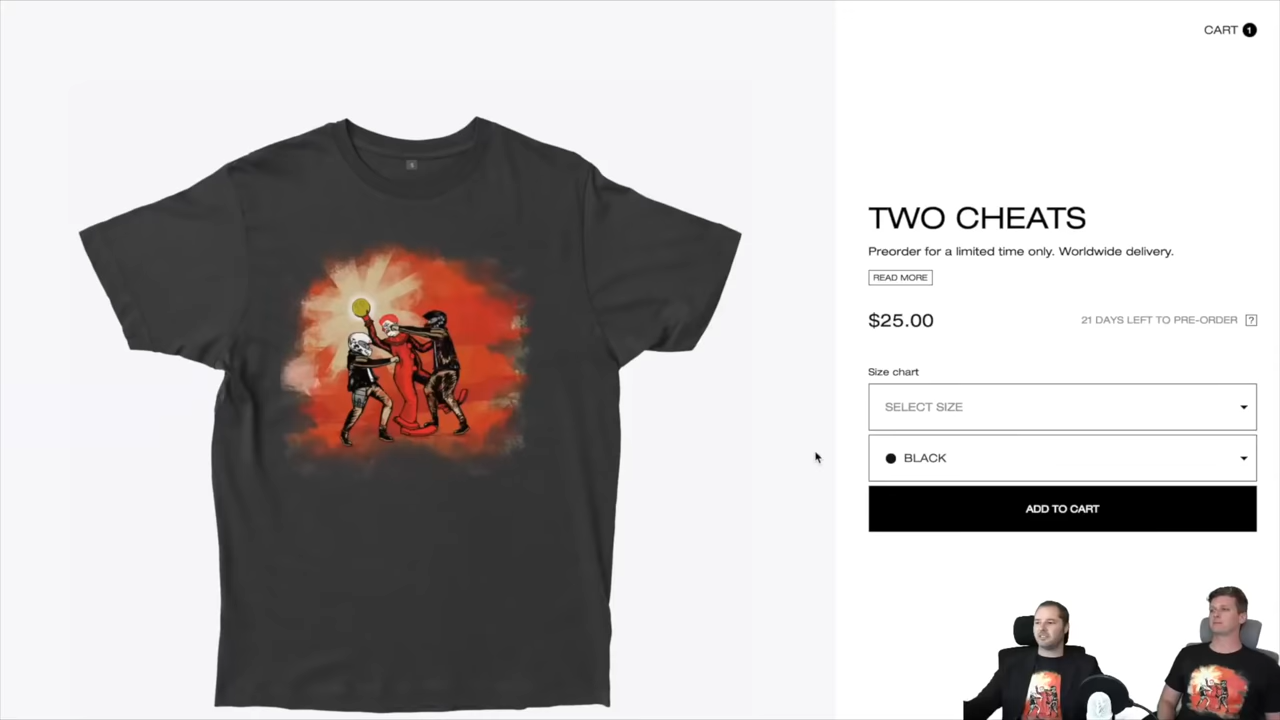 CART 1
TWO CHEATS
Preorder for a limited time only. Worldwide delivery.
READ MORE
$25.00
21 DAYS LEFT TO PRE-ORDER ?
Size chart
SELECT SIZE
BLACK
ADD TO CART